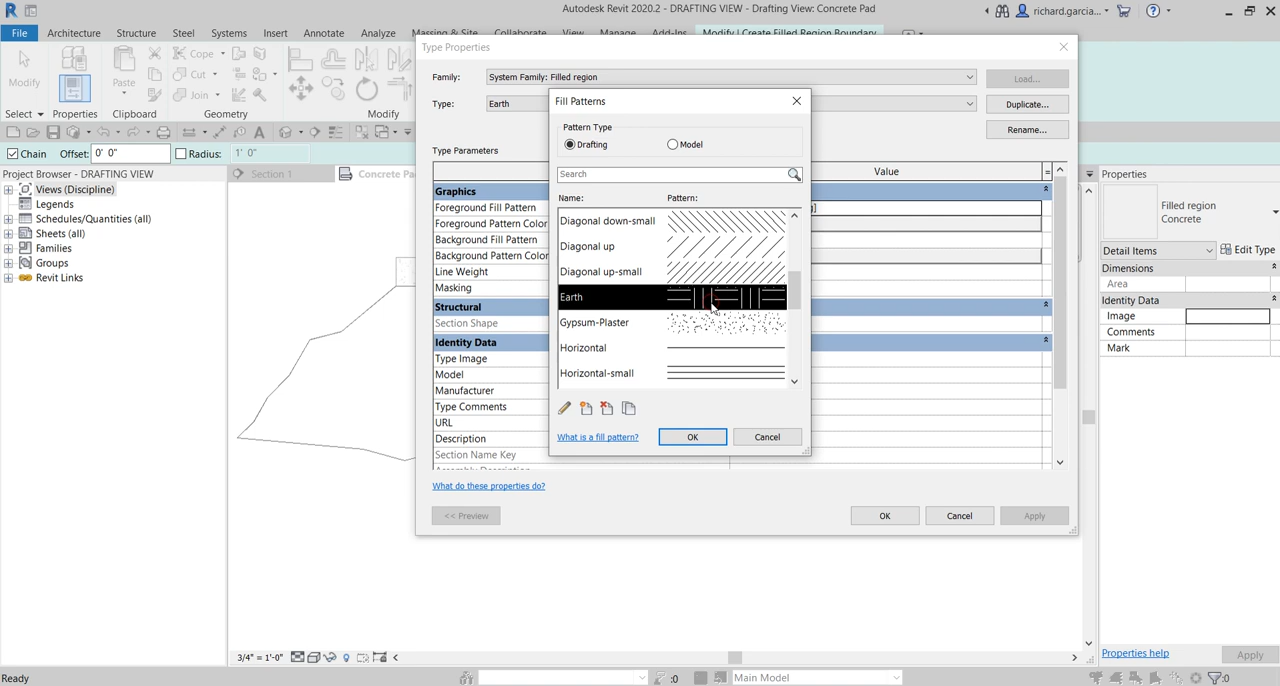 Autodesk Revit 2020.2 - DRAFTING VIEW - Drafting View: Concrete Pad
richard.garcia...
File Architecture Structure Steel Systems Insert Annotate Analyze Massing & Site Collaborate View Manage Add-Ins Modify | Create Filled Region Boundary
Modify
Paste
Cope
Cut
Join
Select Properties Clipboard Geometry Modify
Chain Offset: 0' 0" Radius: 1' 0"
Project Browser - DRAFTING VIEW
Views (Discipline)
Legends
Schedules/Quantities (all)
Sheets (all)
Families
Groups
Revit Links
Section 1
Concrete Pa
Type Properties
Family: System Family: Filled region Load...
Type: Earth Duplicate...
Rename...
Type Parameters
Value =
Graphics
Foreground Fill Pattern
Foreground Pattern Color
Background Fill Pattern
Background Pattern Color
Line Weight
Masking
Structural
Section Shape
Identity Data
Type Image
Model
Manufacturer
Type Comments
URL
Description
Section Name Key
Assembly Description
What do these properties do?
<< Preview OK Cancel Apply
Fill Patterns
Pattern Type
Drafting Model
Search
Name: Pattern:
Diagonal down-small
Diagonal up
Diagonal up-small
Earth
Gypsum-Plaster
Horizontal
Horizontal-small
What is a fill pattern? OK Cancel
Properties
Filled region
Concrete
Detail Items Edit Type
Dimensions
Area
Identity Data
Image
Comments
Mark
Properties help Apply
3/4" = 1'-0"
Ready :0 Main Model :0